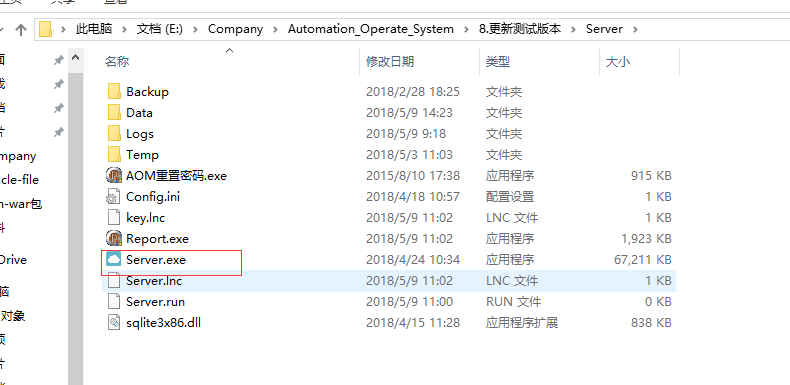 共享 查看
此电脑 › 文档 (E:) › Company › Automation_Operate_System › 8.更新测试版本 › Server ›
名称 修改日期 类型 大小
Backup 2018/2/28 18:25 文件夹
Data 2018/5/9 14:23 文件夹
Logs 2018/5/9 9:18 文件夹
Temp 2018/5/3 11:03 文件夹
ompany AOM重置密码.exe 2015/8/10 17:38 应用程序 915 KB
cle-file Config.ini 2018/4/18 10:57 配置设置 1 KB
n-war包 key.lnc 2018/5/9 11:02 LNC 文件 1 KB
料 Report.exe 2018/5/9 11:02 应用程序 1,923 KB
Drive Server.exe 2018/4/24 10:34 应用程序 67,211 KB
脑 Server.lnc 2018/5/9 11:02 LNC 文件 1 KB
对象 Server.run 2018/5/9 11:00 RUN 文件 0 KB
sqlite3x86.dll 2018/4/15 11:28 应用程序扩展 838 KB